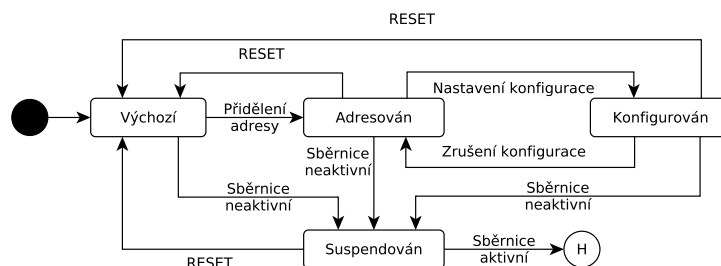 RESET
RESET
Nastavení konfigurace
Výchozí
Přidělení
adresy
Adresován
Konfigurován
Sběrnice
neaktivní
Zrušení konfigurace
Sběrnice
neaktivní
Sběrnice
neaktivní
Suspendován
Sběrnice
aktivní
H
RESET